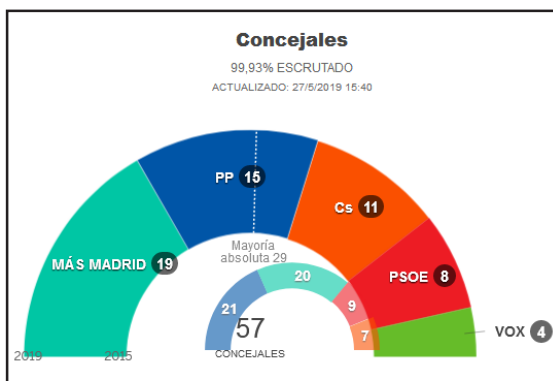 Concejales
99,93% ESCRUTADO
ACTUALIZADO: 27/5/2019 15:40
PP 15
Cs 11
Mayoría
absoluta 29
MÁS MADRID 19
PSOE 8
20
21
9
57
7
VOX 4
2019
2015
CONCEJALES